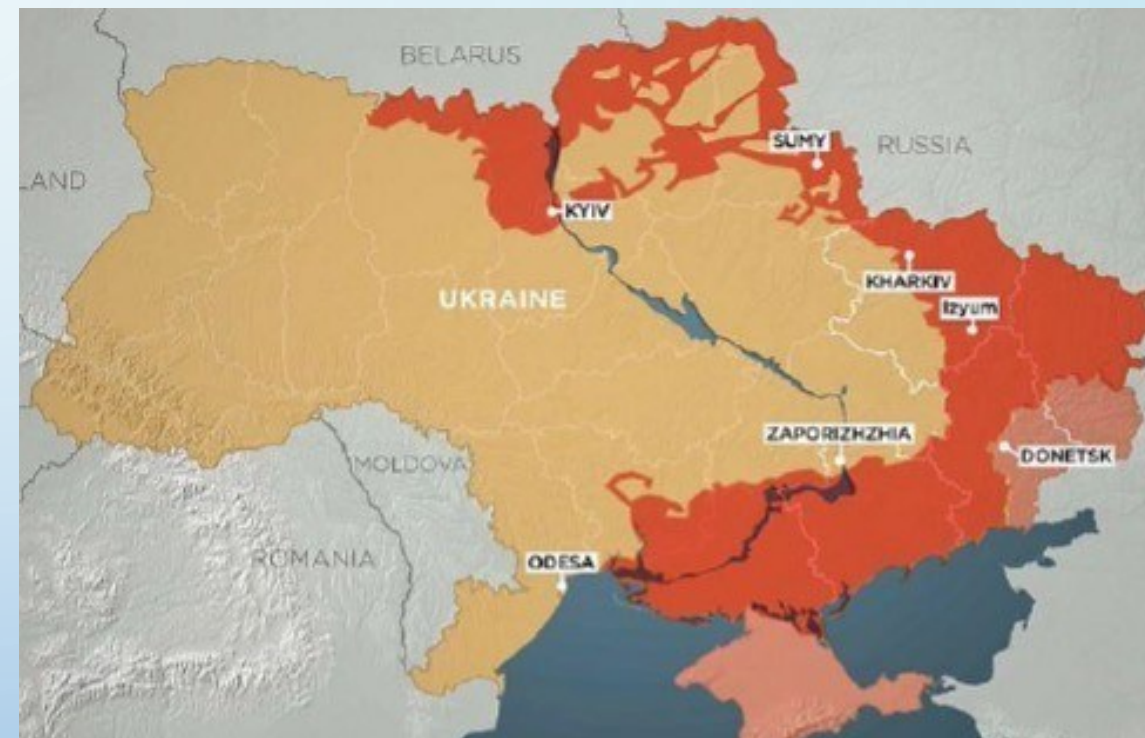 BELARUS
SUMY
RUSSIA
LAND
KYIV
KHARKIV
UKRAINE
Izyum
ZAPORIZHZHIA
DONETSK
MOLDOVA
ROMANIA
ODESA